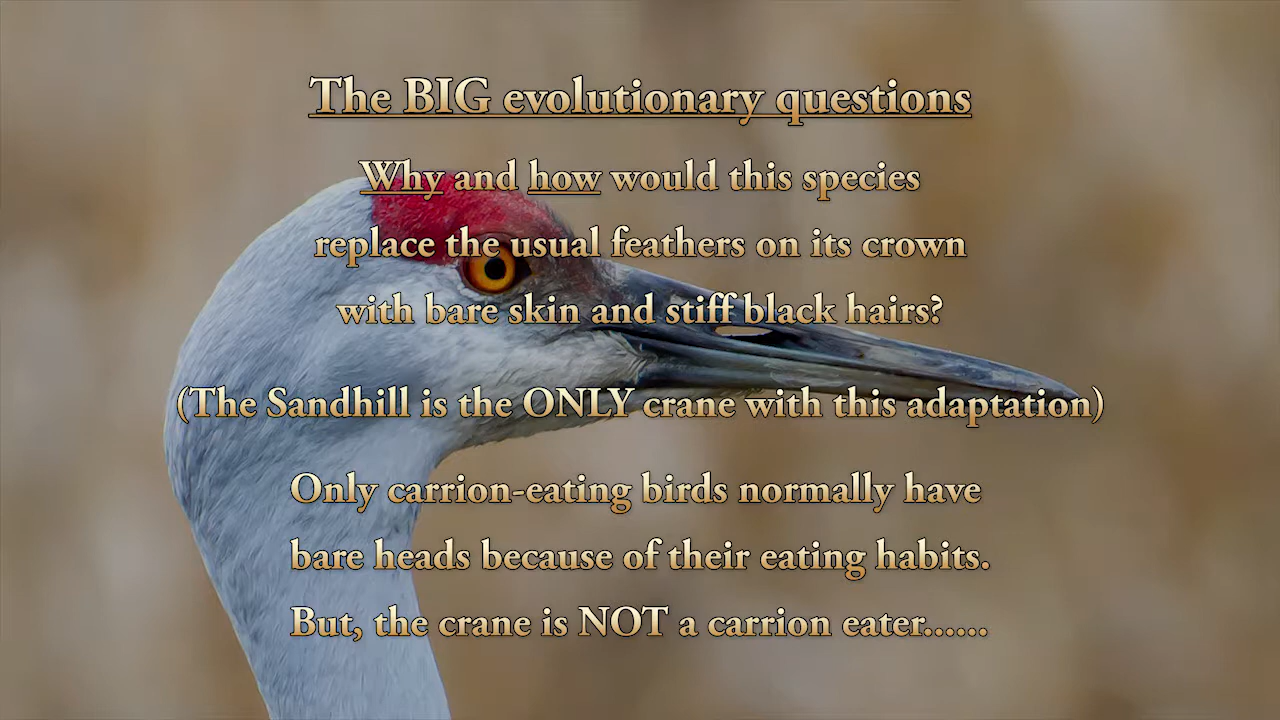 The BIG evolutionary questions
Why and how would this species
replace the usual feathers on its crown
with bare skin and stiff black hairs?
(The Sandhill is the ONLY crane with this adaptation)
Only carrion-eating birds normally have
bare heads because of their eating habits.
But, the crane is NOT a carrion eater......